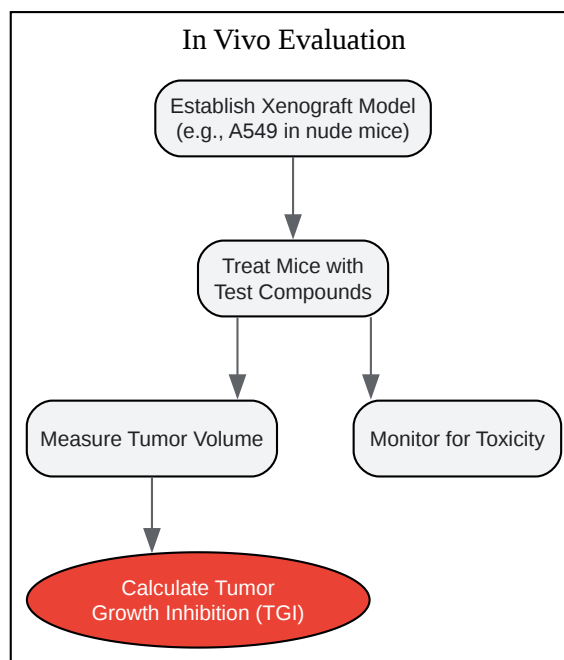 In Vivo Evaluation
Establish Xenograft Model
(e.g., A549 in nude mice)
Treat Mice with
Test Compounds
Measure Tumor Volume
Monitor for Toxicity
Calculate Tumor
Growth Inhibition (TGI)